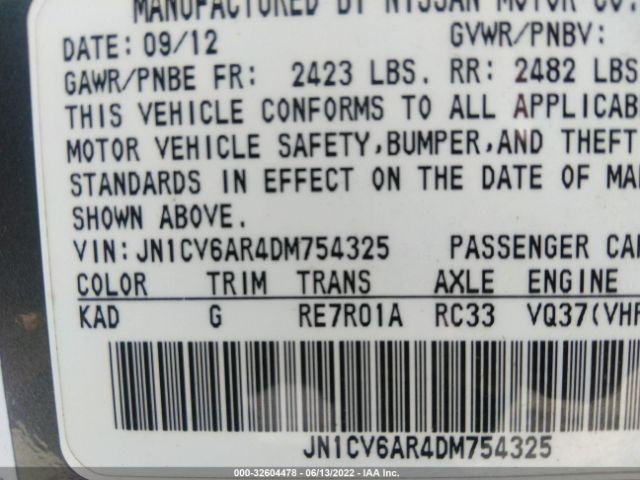 MANUFACTURED BY NISSAN MOTOR CO.
DATE: 09/12 GVWR/PNBV:
GAWR/PNBE FR: 2423 LBS. RR: 2482 LBS
THIS VEHICLE CONFORMS TO ALL APPLICAB
MOTOR VEHICLE SAFETY,BUMPER,AND THEFT
STANDARDS IN EFFECT ON THE DATE OF MA
SHOWN ABOVE.
VIN:JN1CV6AR4DM754325 PASSENGER CA
COLOR TRIM TRANS AXLE ENGINE
KAD G RE7R01A RC33 VQ37(VH
JN1CV6AR4DM754325
000-32604478 - 06/13/2022 - IAAI.com